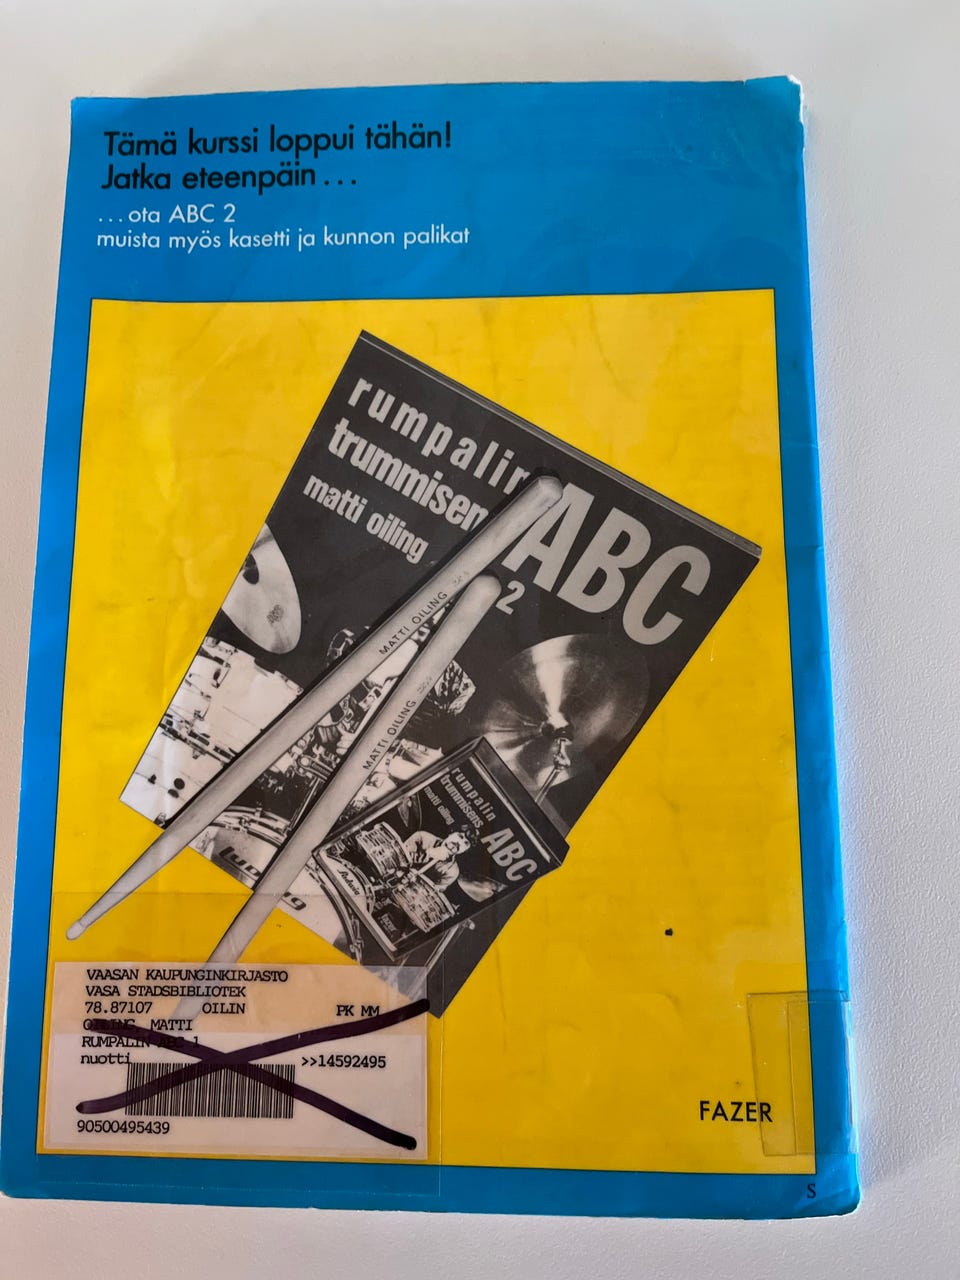 Tämä kurssi loppui tähän!
Jatka eteenpäin...
...ota ABC 2
muista myös kasetti ja kunnon palikat
rumpalin
trummisens
matti oiling
ABC
2
MATTI OILING
MATTI OILING
Ludwig
rumpalin
trummisens
matti oiling
ABC
Ludwig
VAASAN KAUPUNGINKIRJASTO
VASA STADSBIBLIOTEK
78.87107 OILIN PK MM
OILING, MATTI
RUMPALIN ABC 1
nuotti >>14592495
90500495439
FAZER
S